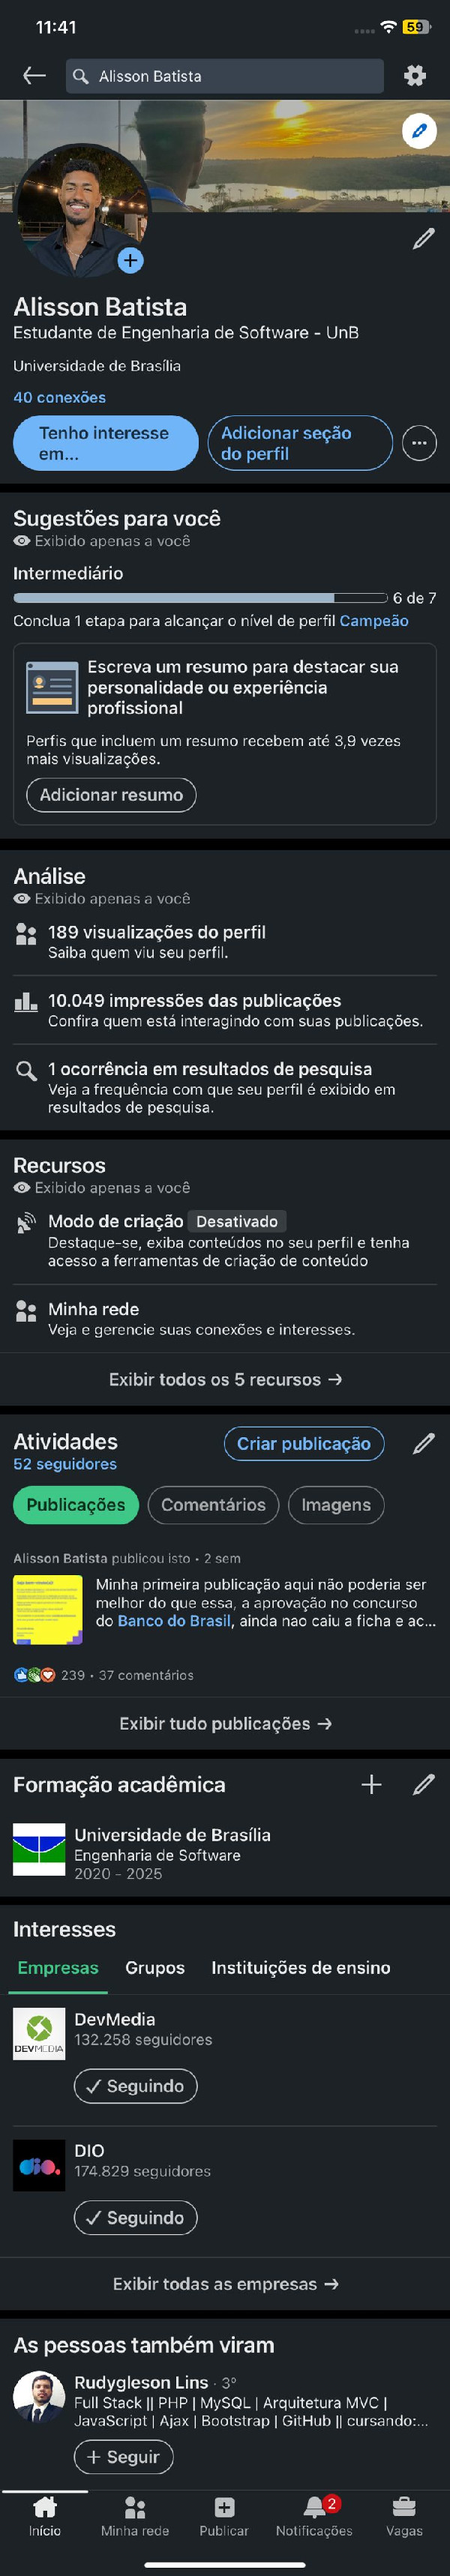 11:41
59
Alisson Batista
Alisson Batista
Estudante de Engenharia de Software - UnB
Universidade de Brasília
40 conexões
Tenho interesse
em...
Adicionar seção
do perfil
Sugestões para você
Exibido apenas a você
Intermediário
6 de 7
Conclua 1 etapa para alcançar o nível de perfil Campeão
Escreva um resumo para destacar sua
personalidade ou experiência
profissional
Perfis que incluem um resumo recebem até 3,9 vezes
mais visualizações.
Adicionar resumo
Análise
Exibido apenas a você
189 visualizações do perfil
Saiba quem viu seu perfil.
10.049 impressões das publicações
Confira quem está interagindo com suas publicações.
1 ocorrência em resultados de pesquisa
Veja a frequência com que seu perfil é exibido em
resultados de pesquisa.
Recursos
Exibido apenas a você
Modo de criação Desativado
Destaque-se, exiba conteúdos no seu perfil e tenha
acesso a ferramentas de criação de conteúdo
Minha rede
Veja e gerencie suas conexões e interesses.
Exibir todos os 5 recursos →
Atividades
52 seguidores
Criar publicação
Publicações
Comentários
Imagens
Alisson Batista publicou isto • 2 sem
Minha primeira publicação aqui não poderia ser
melhor do que essa, a aprovação no concurso
do Banco do Brasil, ainda nao caiu a ficha e ac...
239 • 37 comentários
Exibir tudo publicações →
Formação acadêmica
Universidade de Brasília
Engenharia de Software
2020 - 2025
Interesses
Empresas
Grupos
Instituições de ensino
DEVMEDIA
DevMedia
132.258 seguidores
✓ Seguindo
dio.
DIO
174.829 seguidores
✓ Seguindo
Exibir todas as empresas →
As pessoas também viram
Rudygleson Lins · 3º
Full Stack || PHP | MySQL | Arquitetura MVC |
JavaScript | Ajax | Bootstrap | GitHub || cursando:...
+ Seguir
2
Início
Minha rede
Publicar
Notificações
Vagas